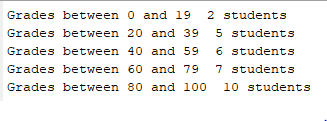 Grades between 0 and 19  2 students
Grades between 20 and 39  5 students
Grades between 40 and 59  6 students
Grades between 60 and 79  7 students
Grades between 80 and 100  10 students